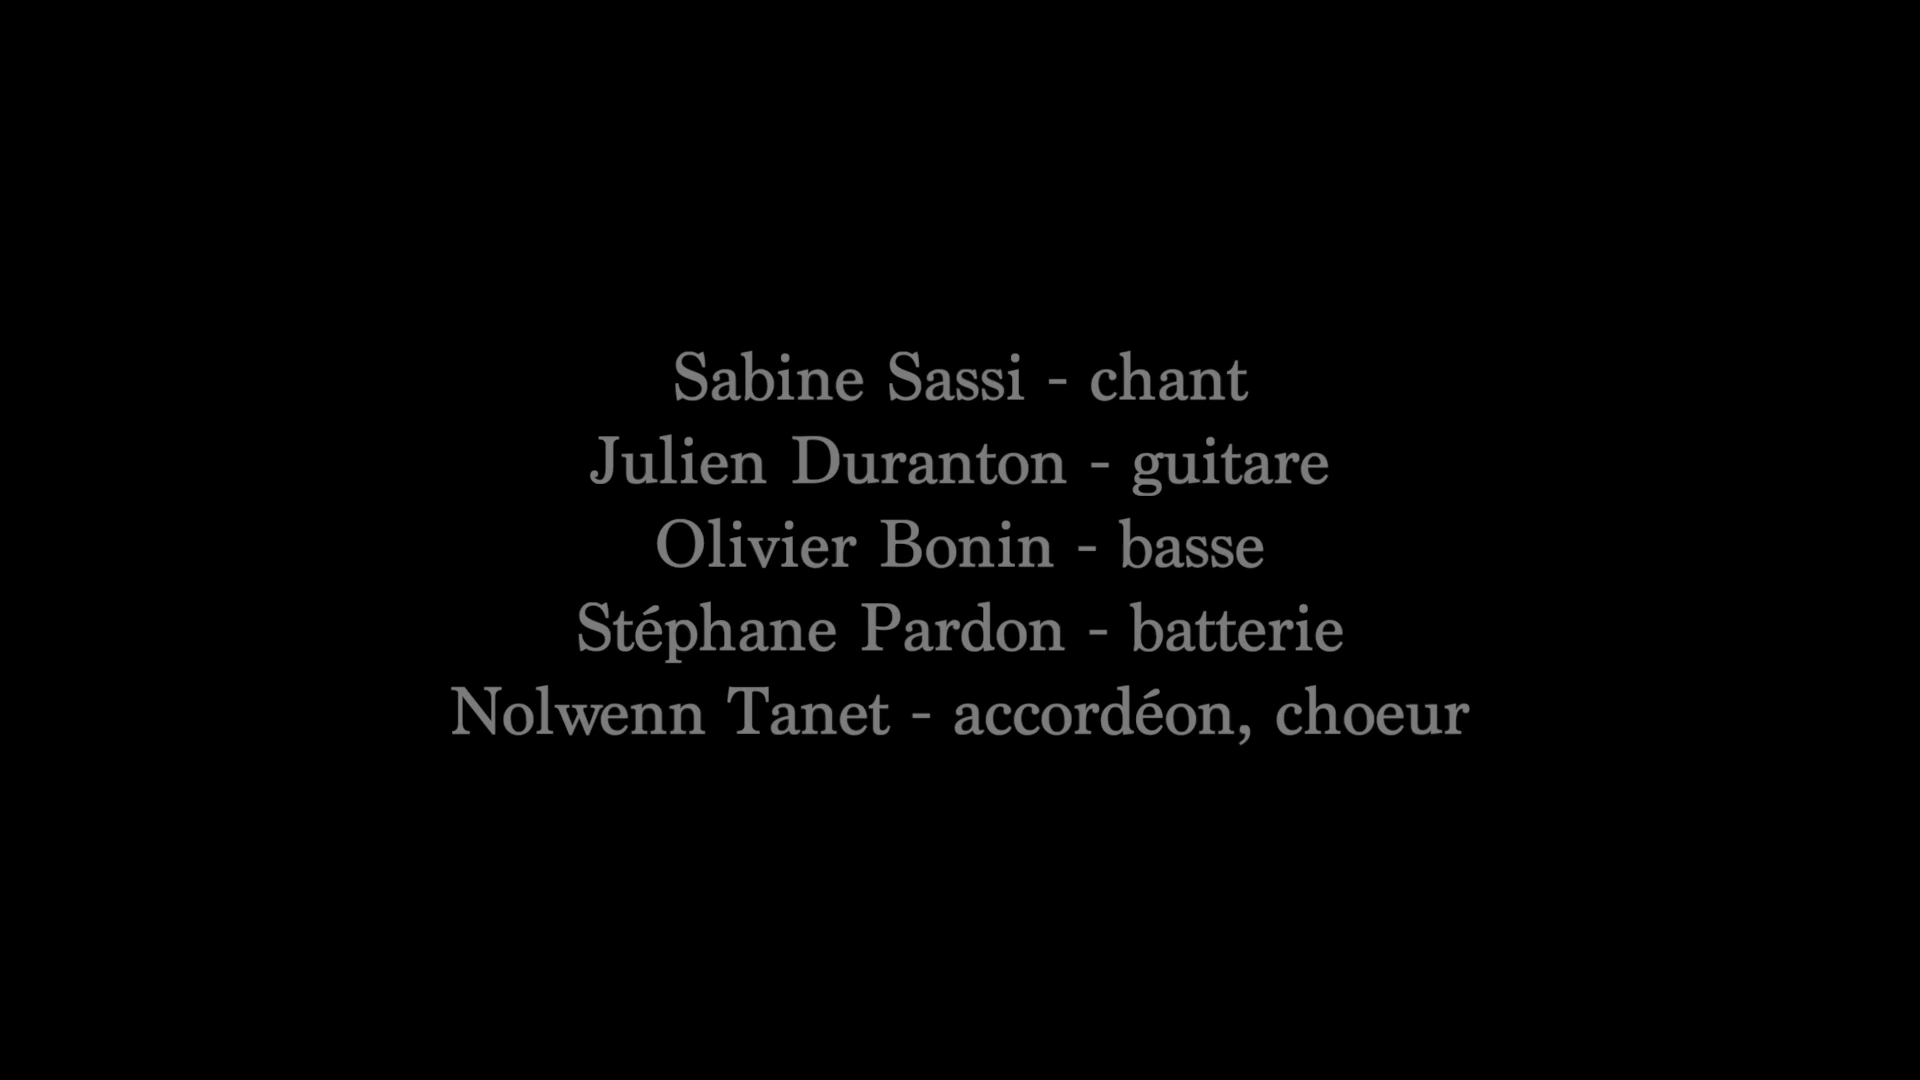 Sabine Sassi - chant
Julien Duranton - guitare
Olivier Bonin - basse
Stéphane Pardon - batterie
Nolwenn Tanet - accordéon, choeur